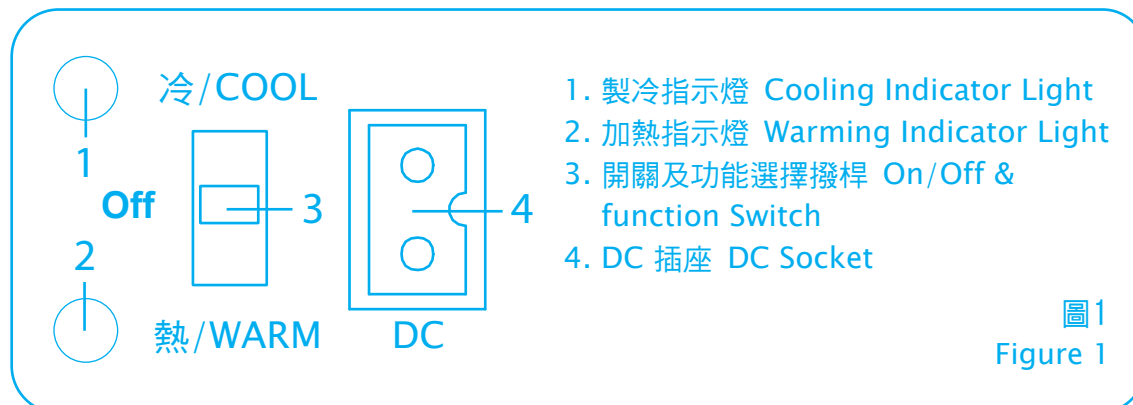 冷/COOL
1
Off
3
4
2
熱/WARM
DC
1. 製冷指示燈 Cooling Indicator Light
2. 加熱指示燈 Warming Indicator Light
3. 開關及功能選擇撥桿 On/Off &
function Switch
4. DC 插座 DC Socket
圖1
Figure 1